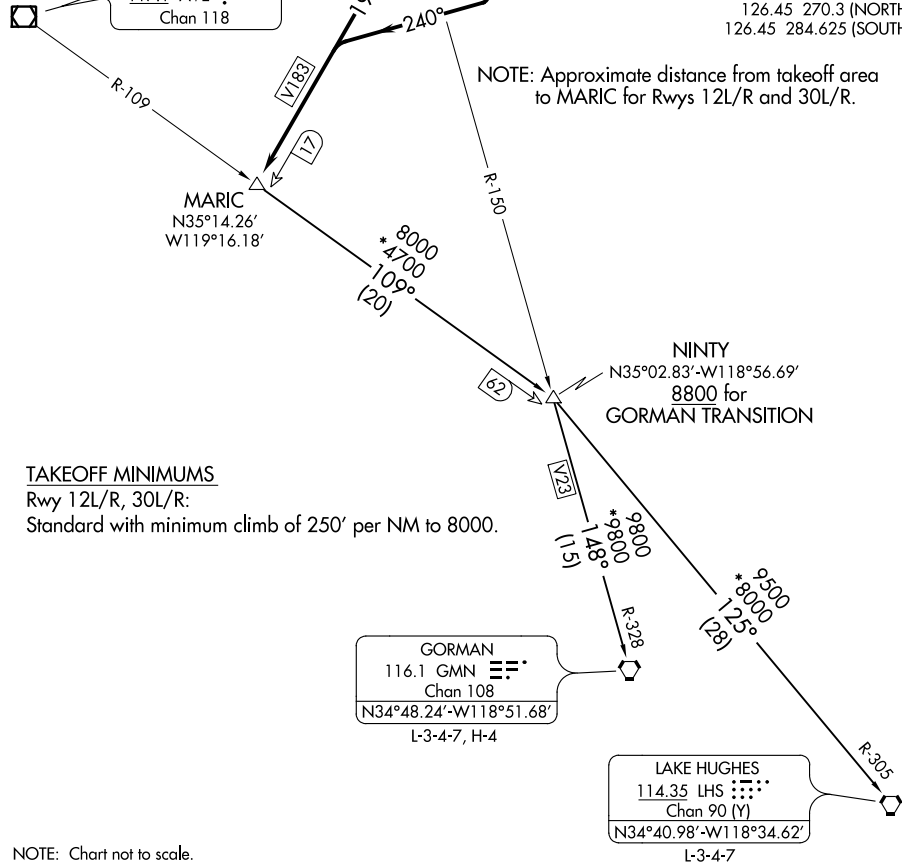 Chan 118
19
240°
126.45 270.3 (NORTH
126.45 284.625 (SOUTH
NOTE: Approximate distance from takeoff area
to MARIC for Rwys 12L/R and 30L/R.
R-109
V183
17
R-150
MARIC
N35°14.26'
W119°16.18'
8000
*4700
109°
(20)
NINTY
N35°02.83'-W118°56.69'
8800 for
GORMAN TRANSITION
62
TAKEOFF MINIMUMS
Rwy 12L/R, 30L/R:
Standard with minimum climb of 250' per NM to 8000.
V23
9800
*9800
148°
(15)
9500
*8000
125°
(28)
R-328
GORMAN
116.1 GMN
Chan 108
N34°48.24'-W118°51.68'
L-3-4-7, H-4
R-305
LAKE HUGHES
114.35 LHS
Chan 90 (Y)
N34°40.98'-W118°34.62'
L-3-4-7
NOTE: Chart not to scale.